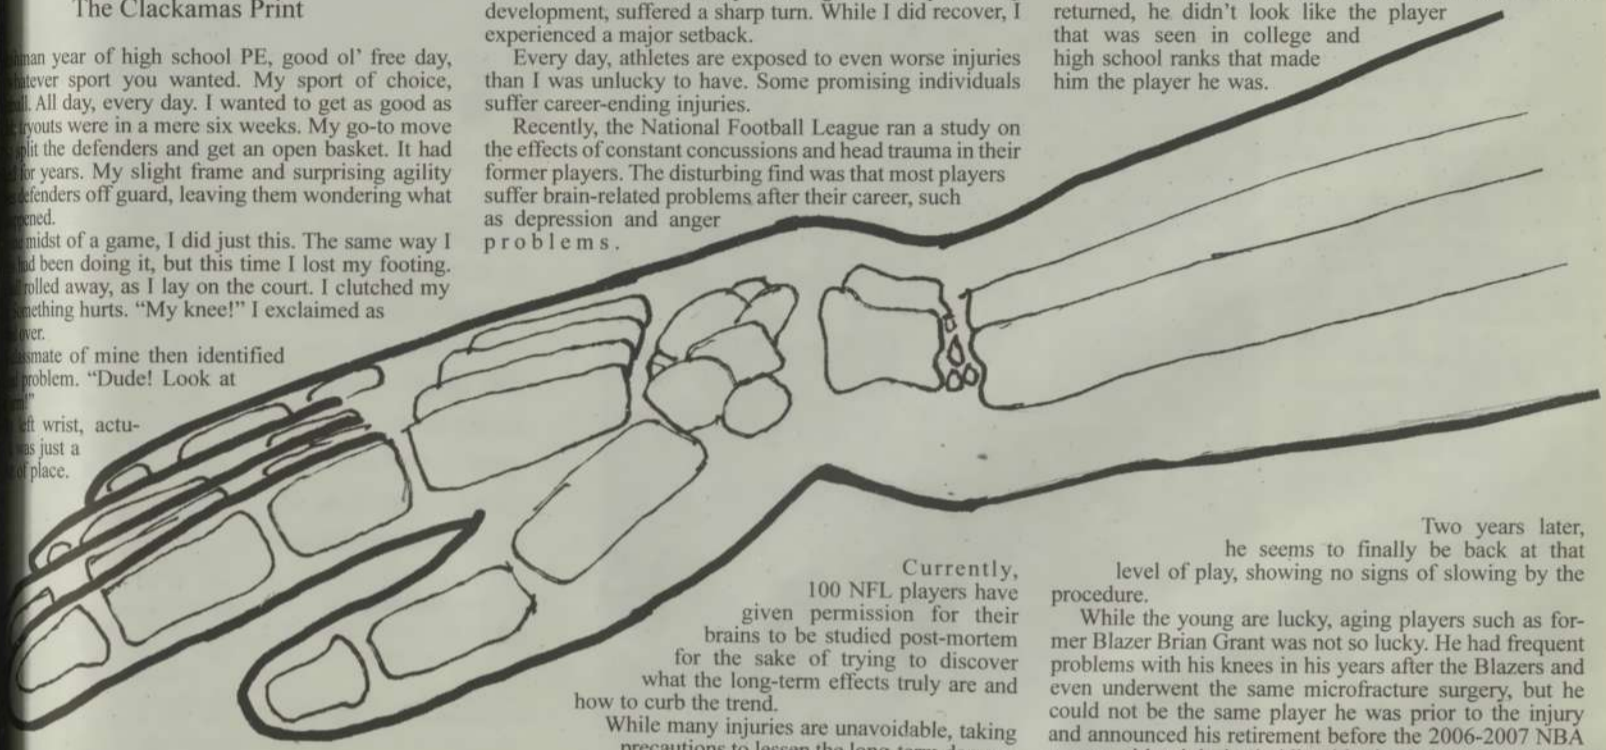 The Clackamas Print
year of high school PE, good ol' free day,
sport you wanted. My sport of choice,
All day, every day. I wanted to get as good as
were in a mere six weeks. My go-to move
the defenders and get an open basket. It had
for years. My slight frame and surprising agility
defenders off guard, leaving them wondering what
midst of a game, I did just this. The same way I
been doing it, but this time I lost my footing.
rolled away, as I lay on the court. I clutched my
hurts. “My knee!” I exclaimed as
over.
of mine then identified
problem. “Dude! Look at
wrist, actu-
was just a
of place.
development, suffered a sharp turn. While I did recover, I
experienced a major setback.
Every day, athletes are exposed to even worse injuries
than I was unlucky to have. Some promising individuals
suffer career-ending injuries.
Recently, the National Football League ran a study on
the effects of constant concussions and head trauma in their
former players. The disturbing find was that most players
suffer brain-related problems after their career, such
as depression and anger
problems.
Currently,
100 NFL players have
given permission for their
brains to be studied post-mortem
for the sake of trying to discover
what the long-term effects truly are and
how to curb the trend.
While many injuries are unavoidable, taking
returned, he didn't look like the player
that was seen in college and
high school ranks that made
him the player he was.
Two years later,
he seems to finally be back at that
level of play, showing no signs of slowing by the
procedure.
While the young are lucky, aging players such as for-
mer Blazer Brian Grant was not so lucky. He had frequent
problems with his knees in his years after the Blazers and
even underwent the same microfracture surgery, but he
could not be the same player he was prior to the injury
and announced his retirement before the 2006-2007 NBA